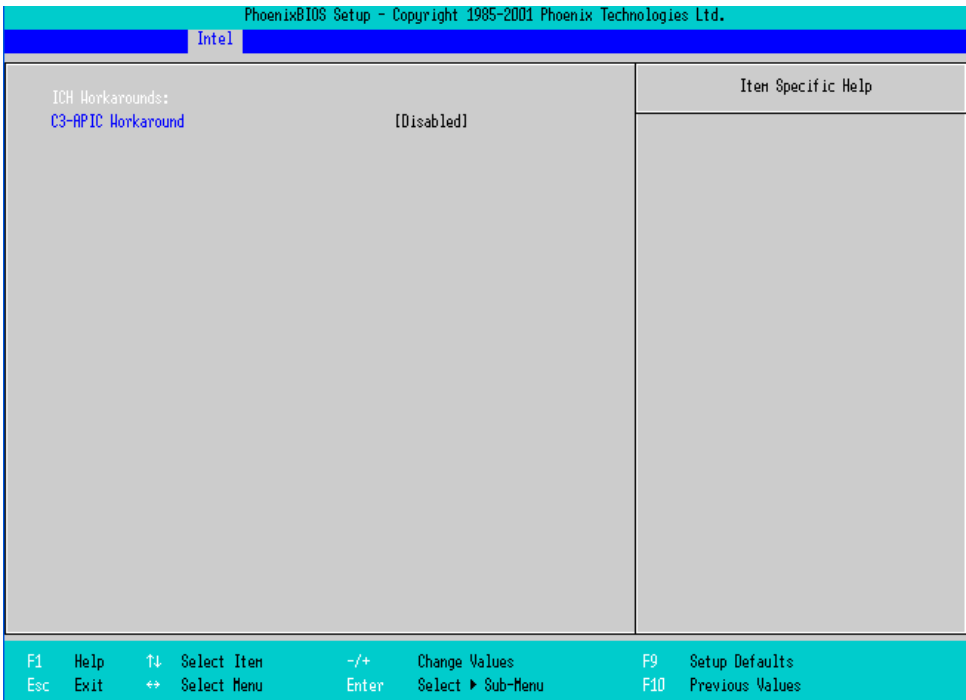 PhoenixBIOS Setup - Copyright 1985-2001 Phoenix Technologies Ltd.
Intel
Item Specific Help
ICH Workarounds:
C3-APIC Workaround [Disabled]
F1 Help ↑↓ Select Item -/+ Change Values F9 Setup Defaults
Esc Exit ↔ Select Menu Enter Select ▶ Sub-Menu F10 Previous Values